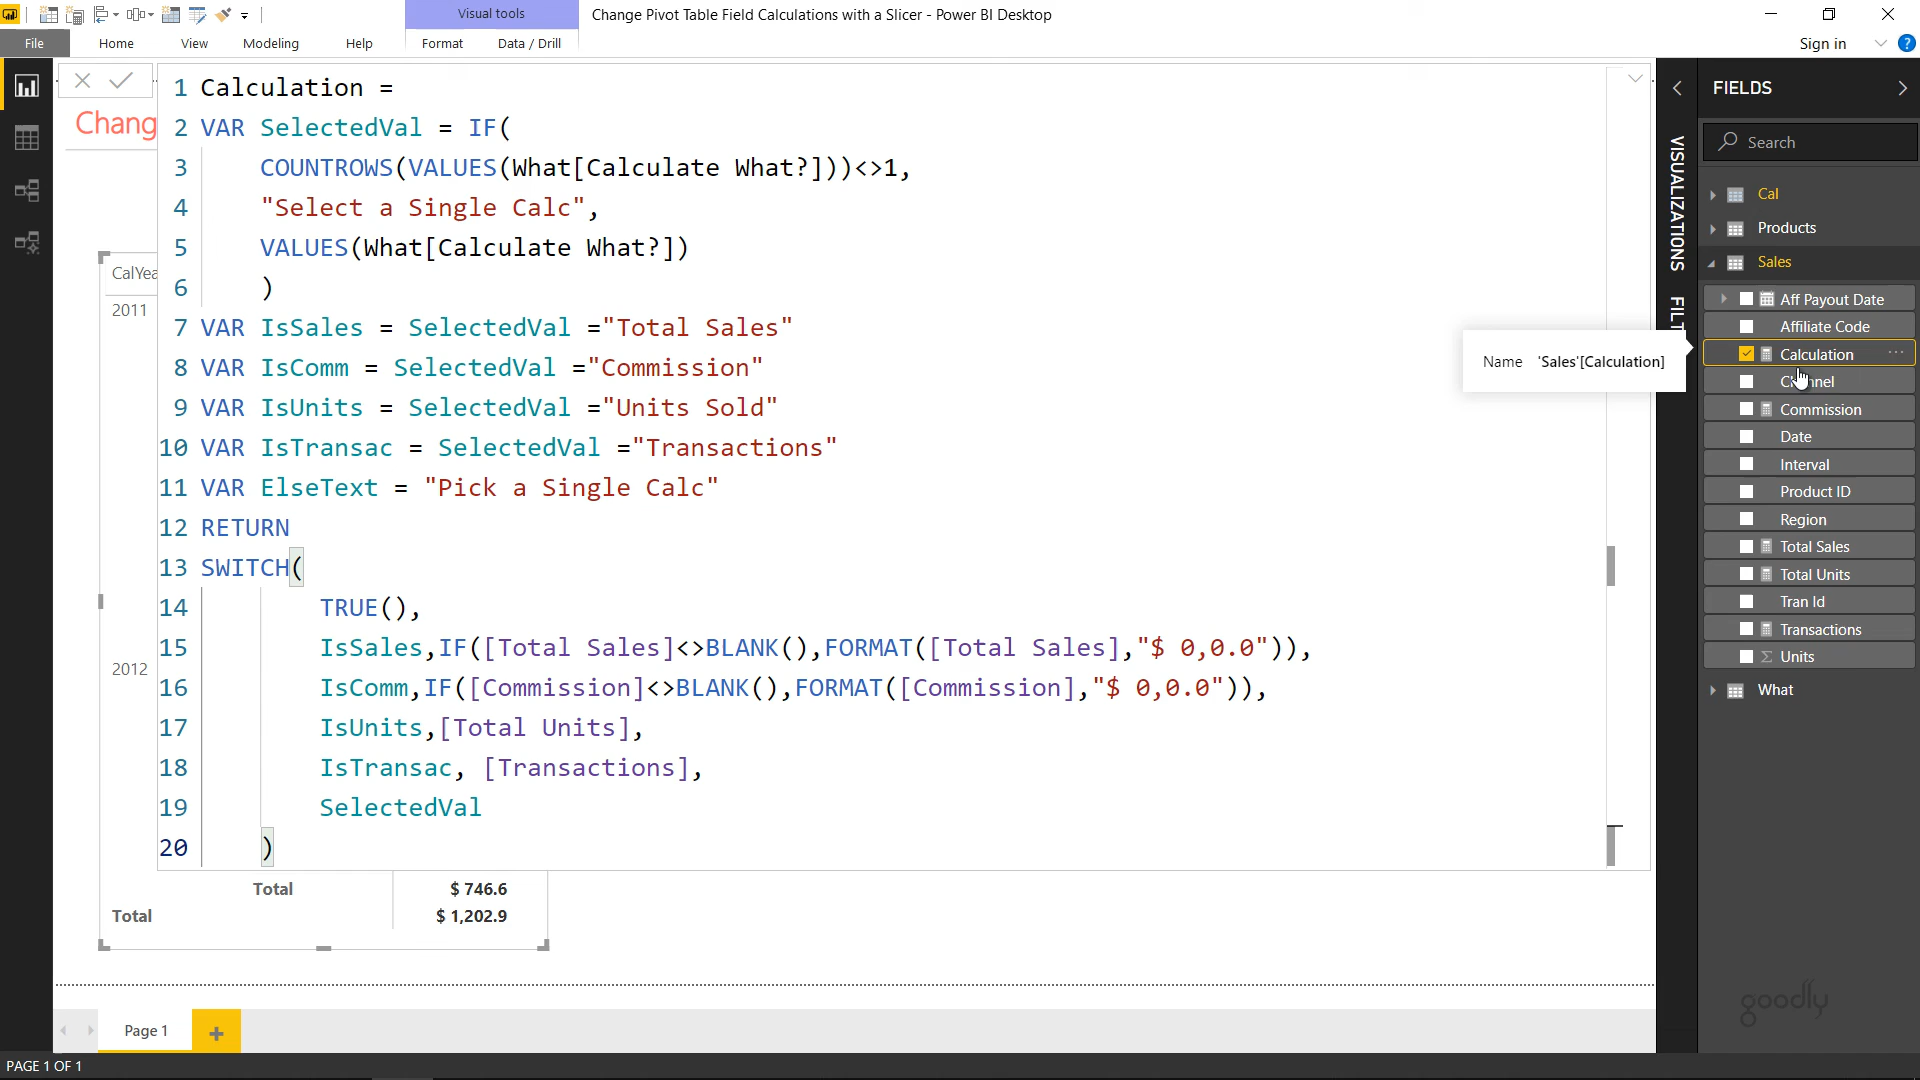 Visual tools
Change Pivot Table Field Calculations with a Slicer - Power BI Desktop
File Home View Modeling Help Format Data / Drill
Sign in
?
Chang
1 Calculation =
2 VAR SelectedVal = IF(
3 COUNTROWS(VALUES(What[Calculate What?]))<>1,
4 "Select a Single Calc",
5 VALUES(What[Calculate What?])
6 )
7 VAR IsSales = SelectedVal ="Total Sales"
8 VAR IsComm = SelectedVal ="Commission"
9 VAR IsUnits = SelectedVal ="Units Sold"
10 VAR IsTransac = SelectedVal ="Transactions"
11 VAR ElseText = "Pick a Single Calc"
12 RETURN
13 SWITCH(
14 TRUE(),
15 IsSales,IF([Total Sales]<>BLANK(),FORMAT([Total Sales],"$ 0,0.0")),
16 IsComm,IF([Commission]<>BLANK(),FORMAT([Commission],"$ 0,0.0")),
17 IsUnits,[Total Units],
18 IsTransac, [Transactions],
19 SelectedVal
20 )
CalYea
2011
2012
Total $ 746.6
Total $ 1,202.9
Name 'Sales'[Calculation]
VISUALIZATIONS
FILT
FIELDS
Search
Cal
Products
Sales
Aff Payout Date
Affiliate Code
Calculation ...
Commission
Date
Interval
Product ID
Region
Total Sales
Total Units
Tran Id
Transactions
Σ Units
What
goodly
Page 1 +
PAGE 1 OF 1